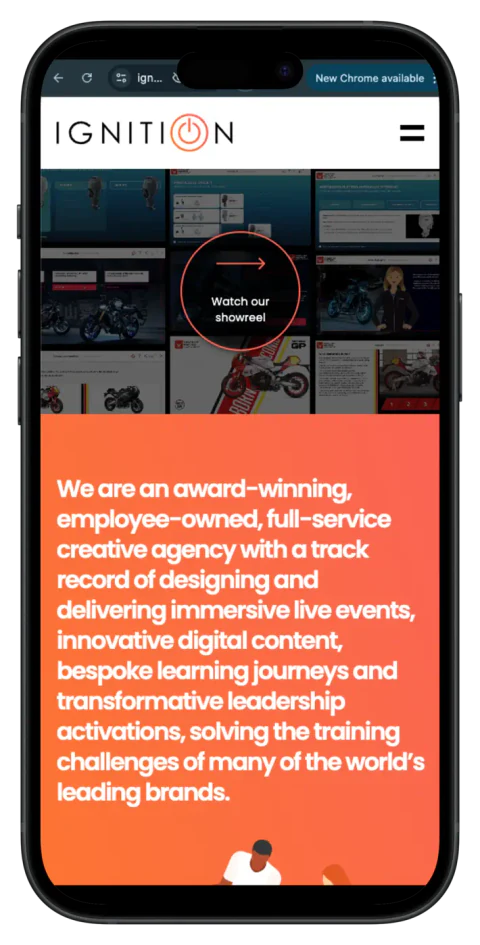 ign...
New Chrome available
IGNITION
Watch our
showreel
GP
We are an award-winning,
employee-owned, full-service
creative agency with a track
record of designing and
delivering immersive live events,
innovative digital content,
bespoke learning journeys and
transformative leadership
activations, solving the training
challenges of many of the world's
leading brands.